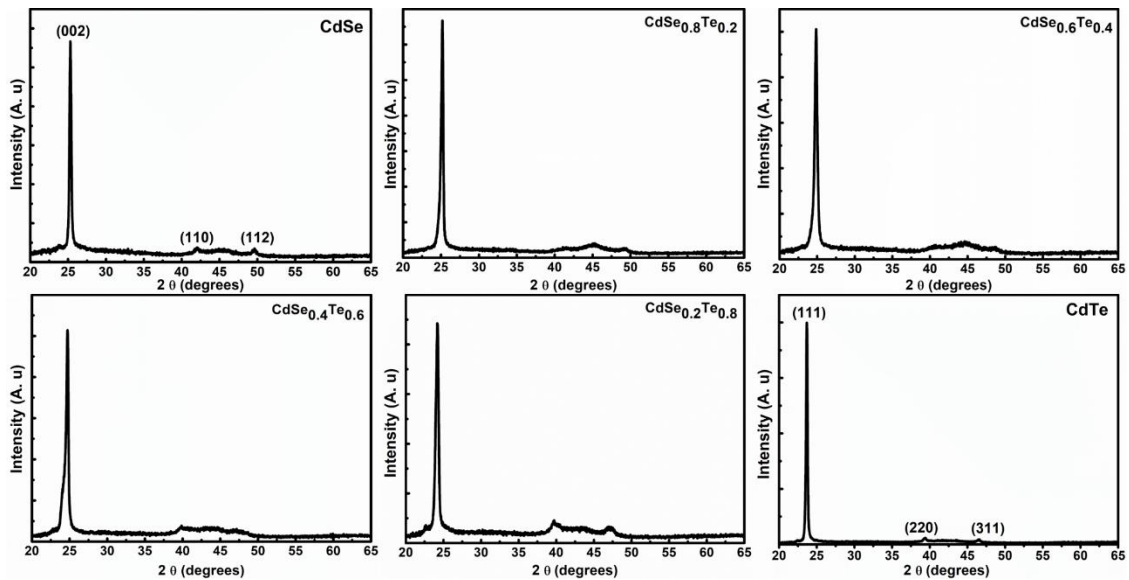 CdSe
(002)
(110)
(112)
Intensity (A. u)
20 25 30 35 40 45 50 55 60 65
2 θ (degrees)
CdSe0.8Te0.2
Intensity (A. u)
20 25 30 35 40 45 50 55 60 65
2 θ (degrees)
CdSe0.6Te0.4
Intensity (A. u)
20 25 30 35 40 45 50 55 60 65
2 θ (degrees)
CdSe0.4Te0.6
Intensity (A. u)
20 25 30 35 40 45 50 55 60 65
2 θ (degrees)
CdSe0.2Te0.8
Intensity (A. u)
20 25 30 35 40 45 50 55 60 65
2 θ (degrees)
CdTe
(111)
(220)
(311)
Intensity (A. u)
20 25 30 35 40 45 50 55 60 65
2 θ (degrees)